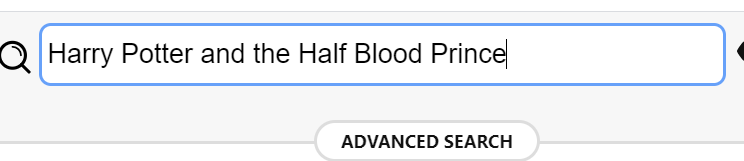 Harry Potter and the Half Blood Prince
ADVANCED SEARCH